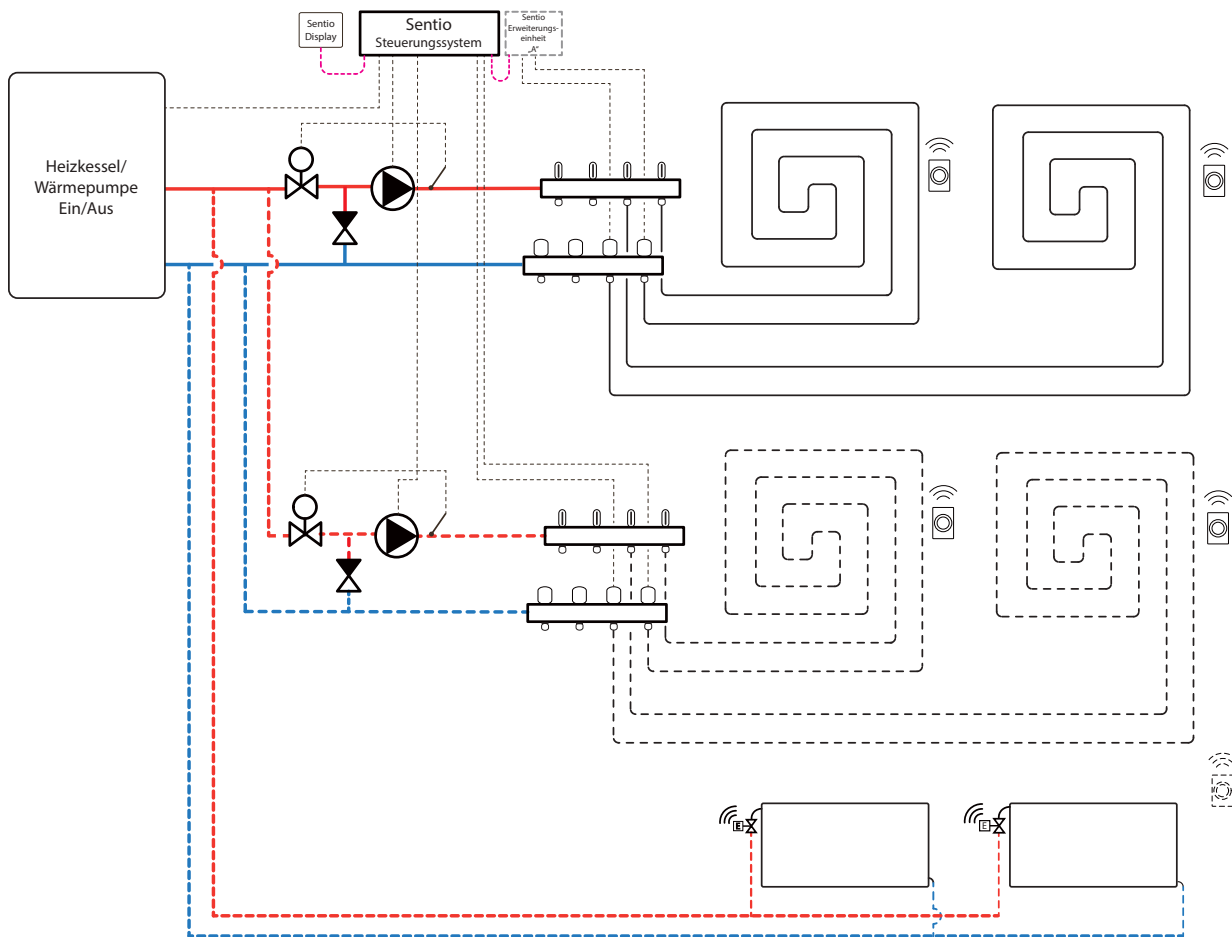 Sentio
Display
Sentio
Steuerungssystem
Sentio
Erweiterungs-
einheit
„A“
Heizkessel/
Wärmepumpe
Ein/Aus
E
E